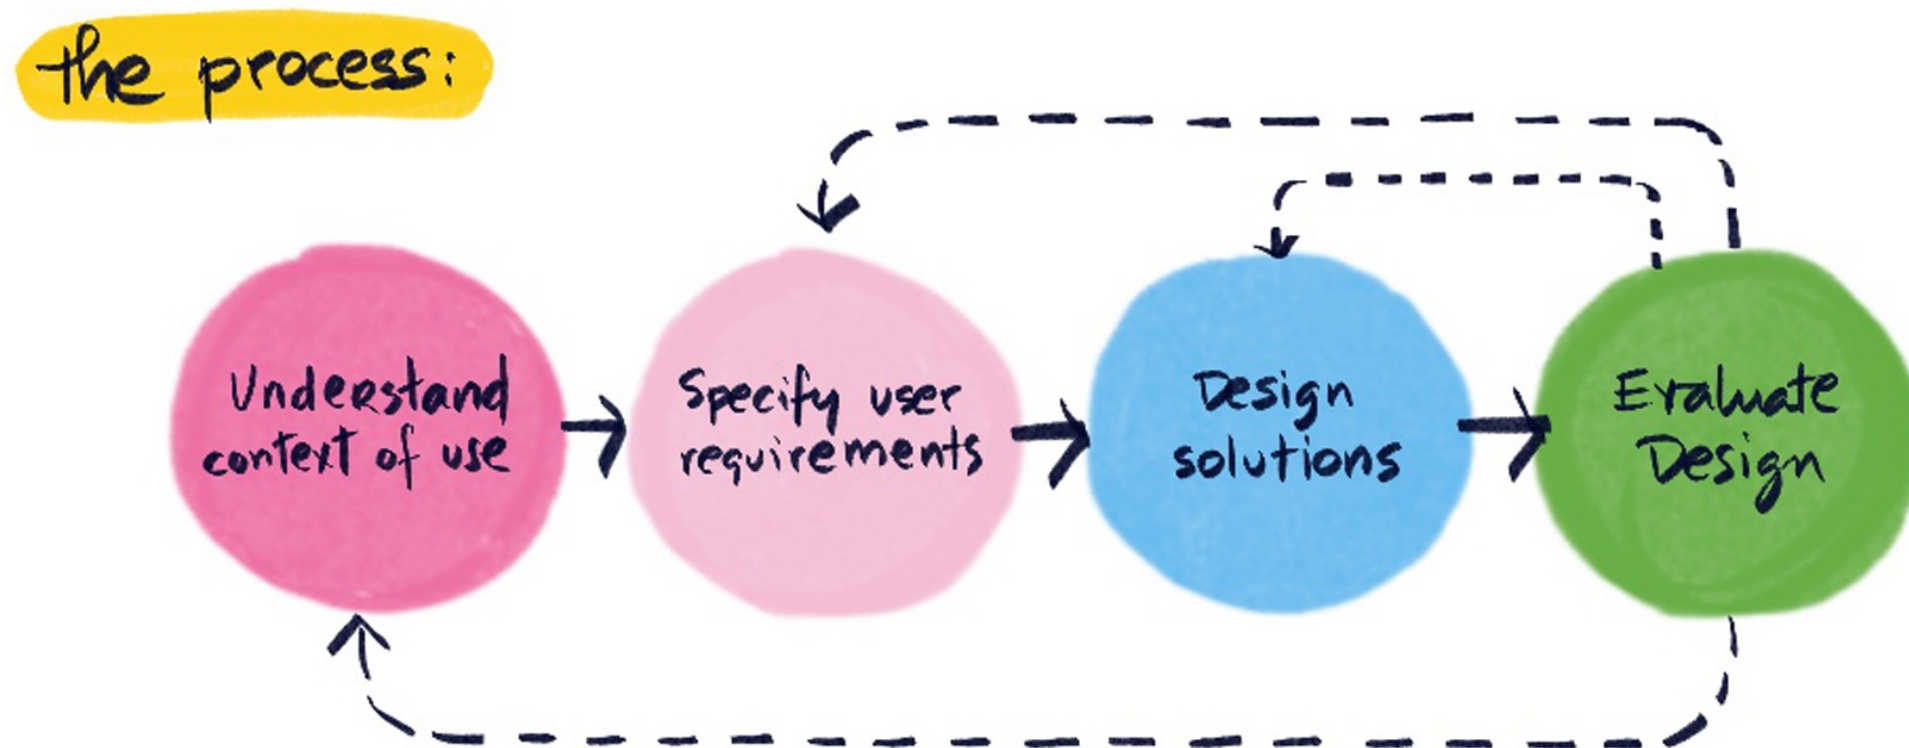 the process:
Understand
context of use
Specify user
requirements
Design
solutions
Evaluate
Design